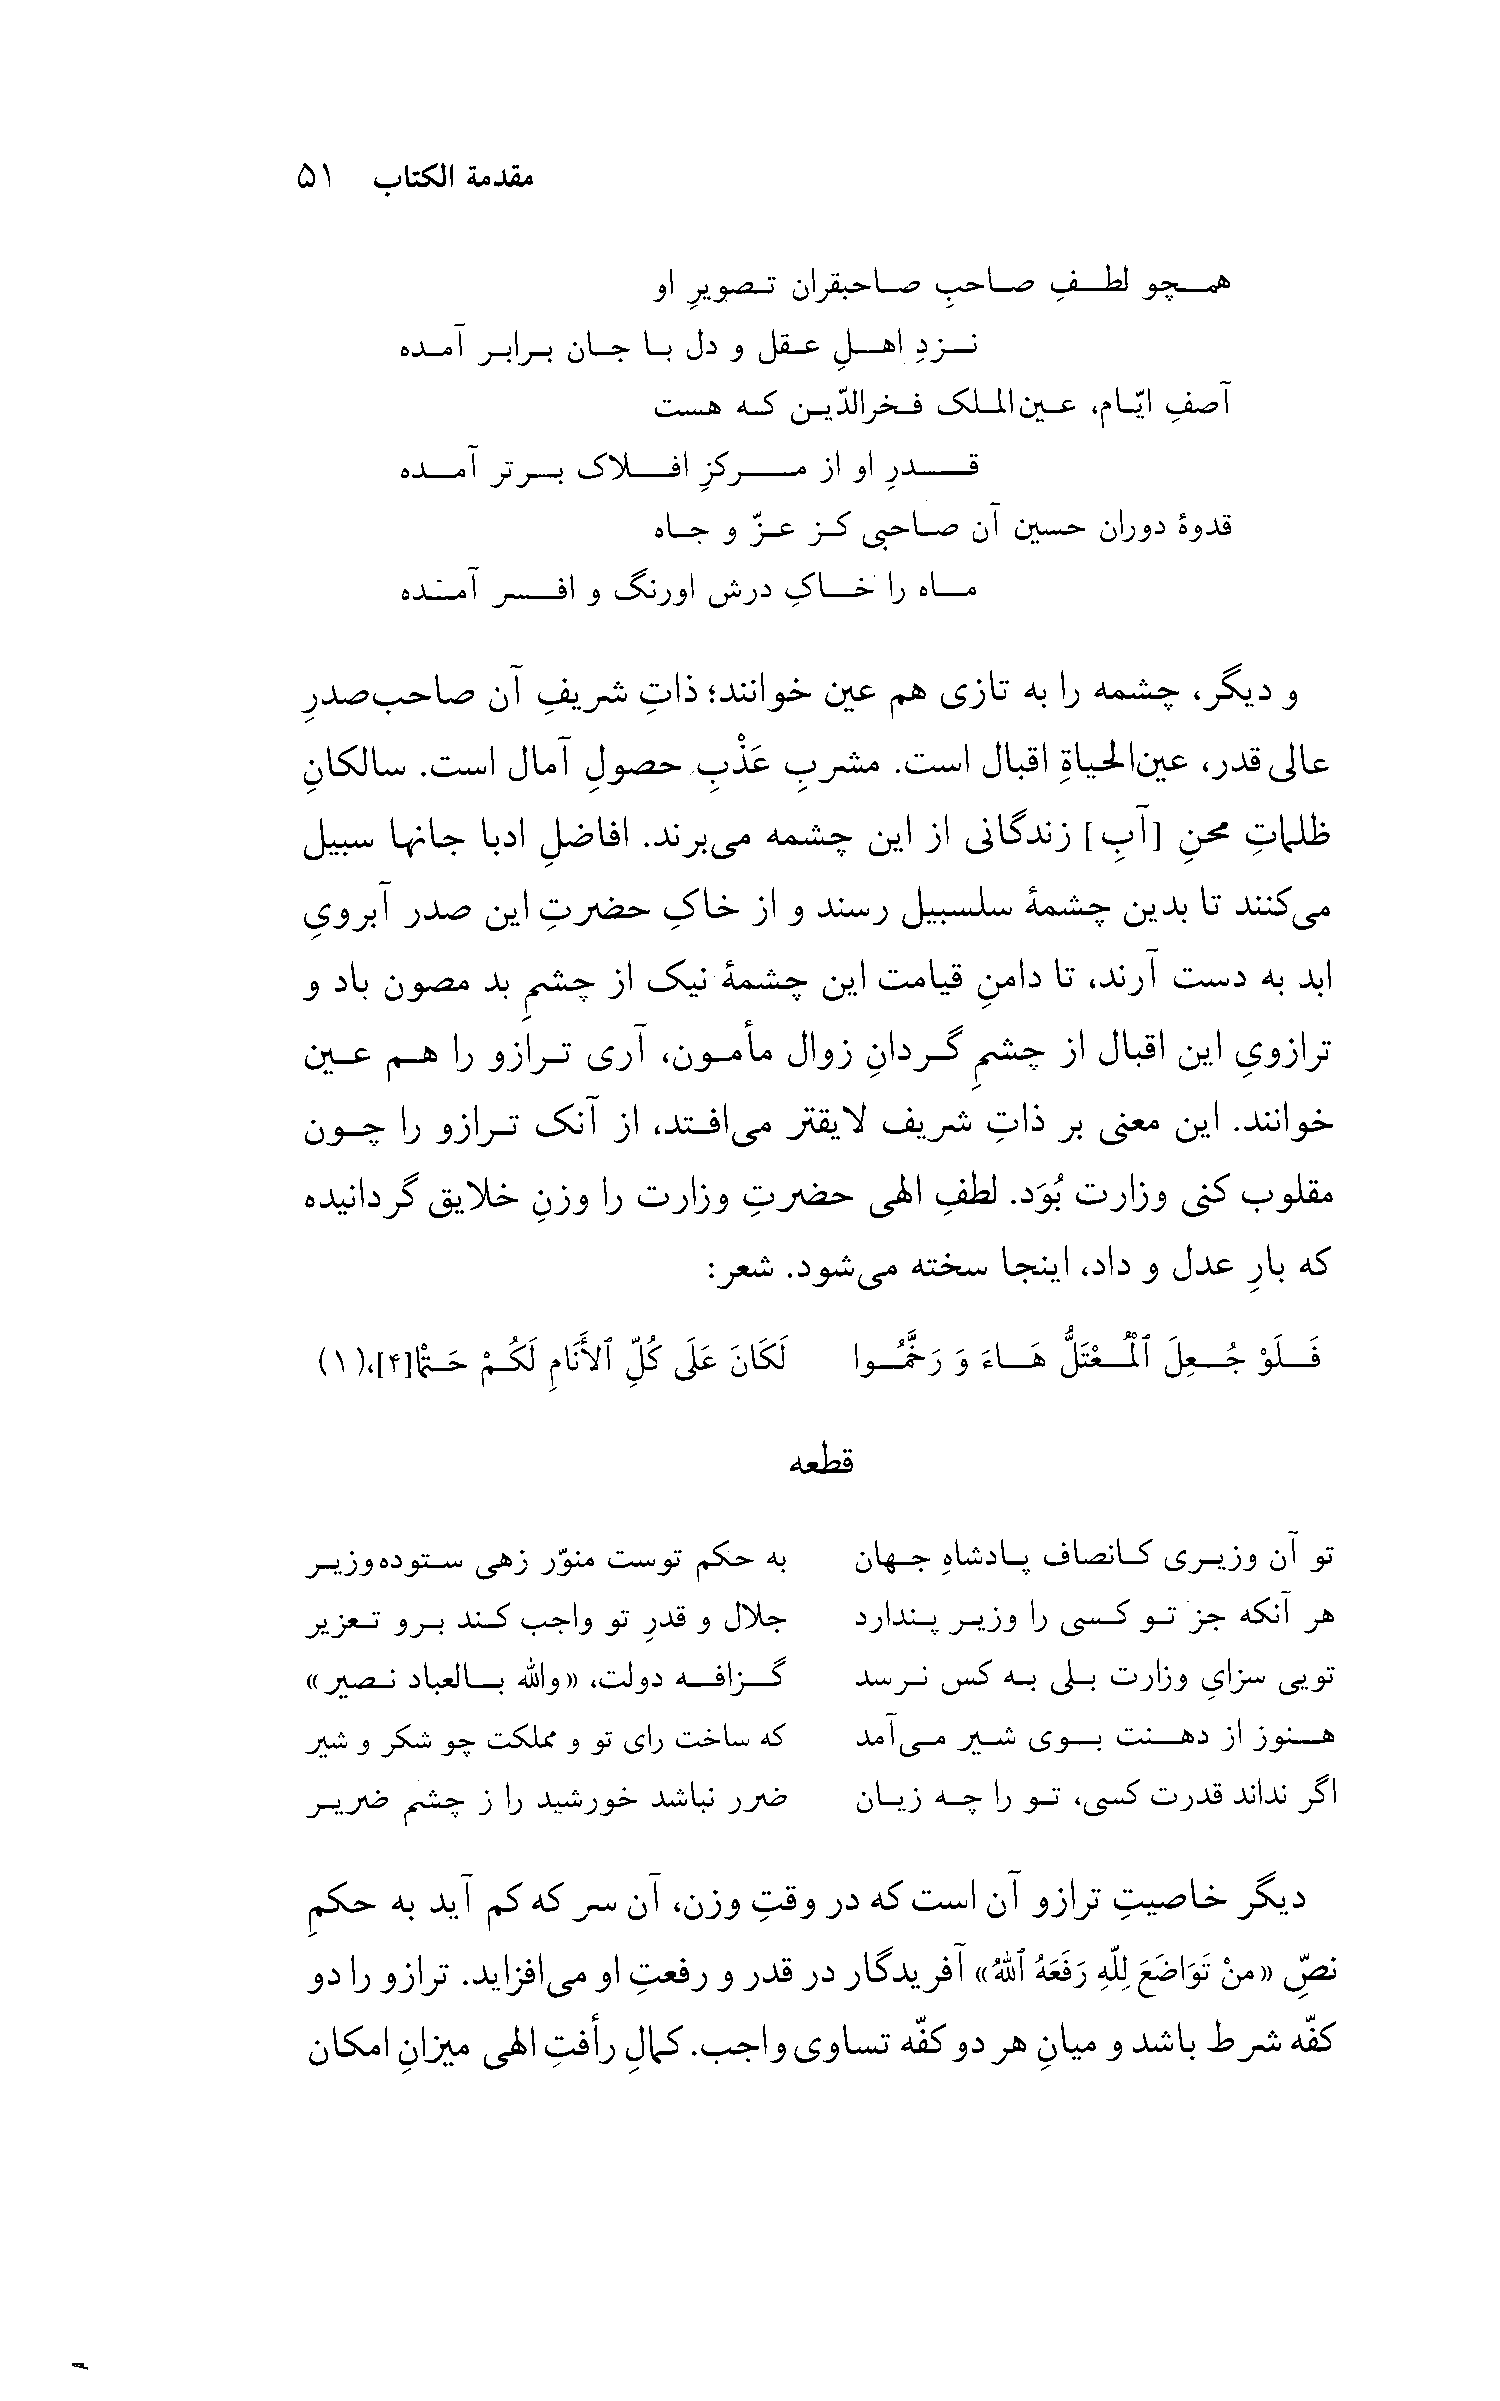 مقدمة الکتاب ۵۱
همچو لطفِ صاحبِ صاحبقران تصویرِ او
نزدِ اهلِ عقل و دل با جان برابر آمده
آصفِ ایّام، عین‌الملک فخرالدّین که هست
قدرِ او از مرکزِ افلاک برتر آمده
قدوهٔ دوران حسین آن صاحبی کز عزّ و جاه
ماه را خاکِ درش اورنگ و افسر آمده
و دیگر، چشمه را به تازی هم عین خوانند؛ ذاتِ شریفِ آن صاحب‌صدرِ
عالی‌قدر، عین‌الحیاةِ اقبال است. مشربِ عَذْبِ حصولِ آمال است. سالکانِ
ظلماتِ محنِ [آبِ] زندگانی از این چشمه می‌برند. افاضلِ ادبا جانها سبیل
می‌کنند تا بدین چشمهٔ سلسبیل رسند و از خاکِ حضرتِ این صدر آبرویِ
ابد به دست آرند، تا دامنِ قیامت این چشمهٔ نیک از چشمِ بد مصون باد و
ترازویِ این اقبال از چشمِ گردانِ زوال مأمون، آری ترازو را هم عین
خوانند. این معنی بر ذاتِ شریف لایقتر می‌افتد، از آنک ترازو را چون
مقلوب کنی وزارت بُوَد. لطفِ الهی حضرتِ وزارت را وزنِ خلایق گردانیده
که بارِ عدل و داد، اینجا سخته می‌شود. شعر:
فَلَوْ جُعِلَ ٱلْمُعْتَلُّ هَاءَ وَ رَخَّمُوا لَكَانَ عَلَى كُلِّ ٱلأَنَامِ لَكُمْ حَتْمًا[۴]،(۱)
قطعه
تو آن وزیری کانصاف پادشاهِ جهان به حکم توست منوّر زهی ستوده‌وزیر
هر آنکه جز تو کسی را وزیر پندارد جلال و قدرِ تو واجب کند برو تعزیر
تویی سزایِ وزارت بلی به کس نرسد گزافه دولت، «والله بالعباد نصیر»
هنوز از دهنت بوی شیر می‌آمد که ساخت رای تو و مملکت چو شکر و شیر
اگر نداند قدرت کسی، تو را چه زیان ضرر نباشد خورشید را ز چشم ضریر
دیگر خاصیتِ ترازو آن است که در وقتِ وزن، آن سر که کم آید به حکمِ
نصّ «منْ تَوَاضَعَ لِلّهِ رَفَعَهُ ٱللهُ» آفریدگار در قدر و رفعتِ او می‌افزاید. ترازو را دو
کفّه شرط باشد و میانِ هر دو کفّه تساوی واجب. کمالِ رأفتِ الهی میزانِ امکان